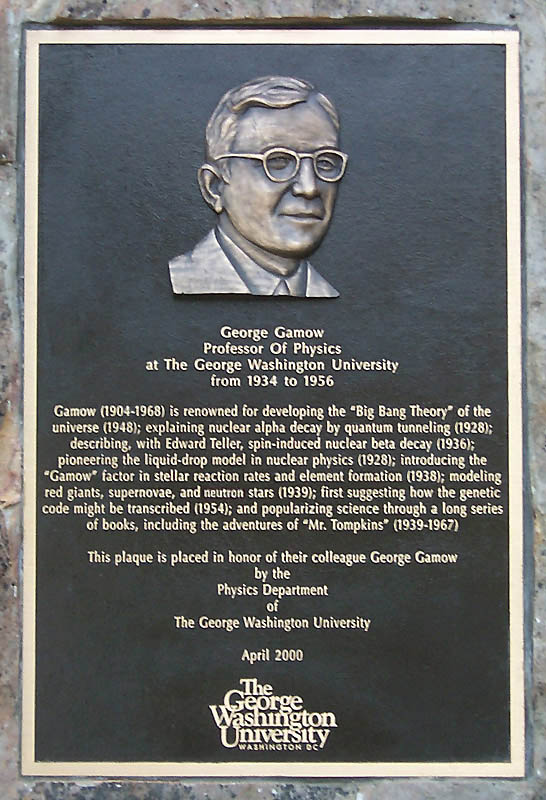 George Gamow
Professor Of Physics
at The George Washington University
from 1934 to 1956
Gamow (1904-1968) is renowned for developing the "Big Bang Theory" of the
universe (1948); explaining nuclear alpha decay by quantum tunneling (1928);
describing, with Edward Teller, spin-induced nuclear beta decay (1936);
pioneering the liquid-drop model in nuclear physics (1928); introducing the
"Gamow" factor in stellar reaction rates and element formation (1938); modeling
red giants, supernovae, and neutron stars (1939); first suggesting how the genetic
code might be transcribed (1954); and popularizing science through a long series
of books, including the adventures of "Mr. Tompkins" (1939-1967)
This plaque is placed in honor of their colleague George Gamow
by the
Physics Department
of
The George Washington University
April 2000
The
George
Washington
University
WASHINGTON DC